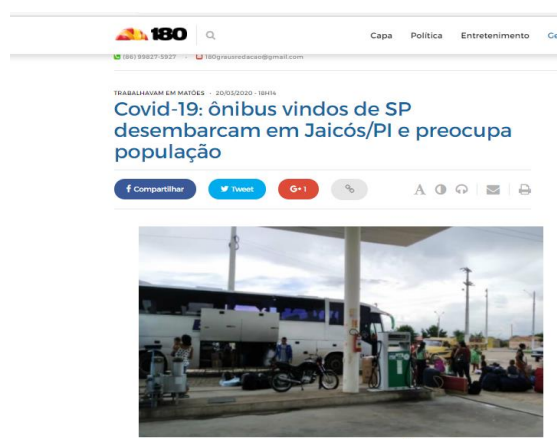 180
Capa Política Entretenimento Ge
(86) 99827-3927 - 180grausredacao@gmail.com
TRABALHAVAM EM MATÕES - 20/03/2020 - 18H14
Covid-19: ônibus vindos de SP
desembarcam em Jaicós/PI e preocupa
população
Compartilhar Tweet G+ 1 A